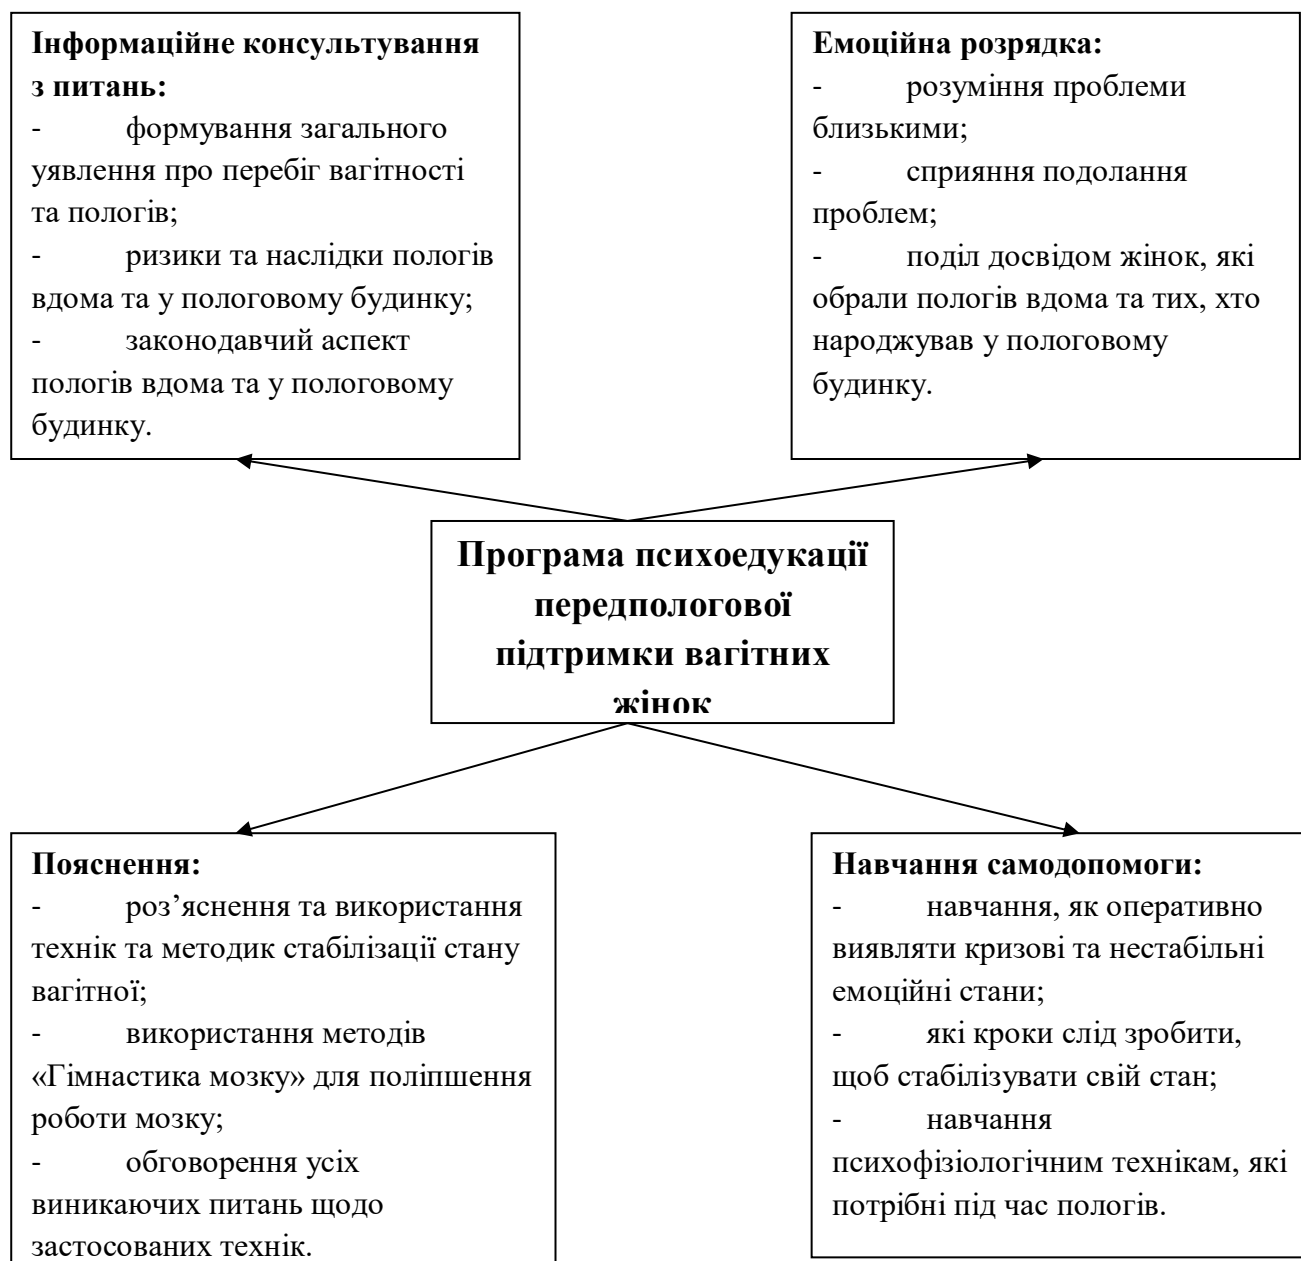 Інформаційне консультування
з питань:
- формування загального
уявлення про перебіг вагітності
та пологів;
- ризики та наслідки пологів
вдома та у пологовому будинку;
- законодавчий аспект
пологів вдома та у пологовому
будинку.
Емоційна розрядка:
- розуміння проблеми
близькими;
- сприяння подолання
проблем;
- поділ досвідом жінок, які
обрали пологів вдома та тих, хто
народжував у пологовому
будинку.
Програма психоедукації
передпологової
підтримки вагітних
жінок
Пояснення:
- роз’яснення та використання
технік та методик стабілізації стану
вагітної;
- використання методів
«Гімнастика мозку» для поліпшення
роботи мозку;
- обговорення усіх
виникаючих питань щодо
застосованих технік.
Навчання самодопомоги:
- навчання, як оперативно
виявляти кризові та нестабільні
емоційні стани;
- які кроки слід зробити,
щоб стабілізувати свій стан;
- навчання
психофізіологічним технікам, які
потрібні під час пологів.